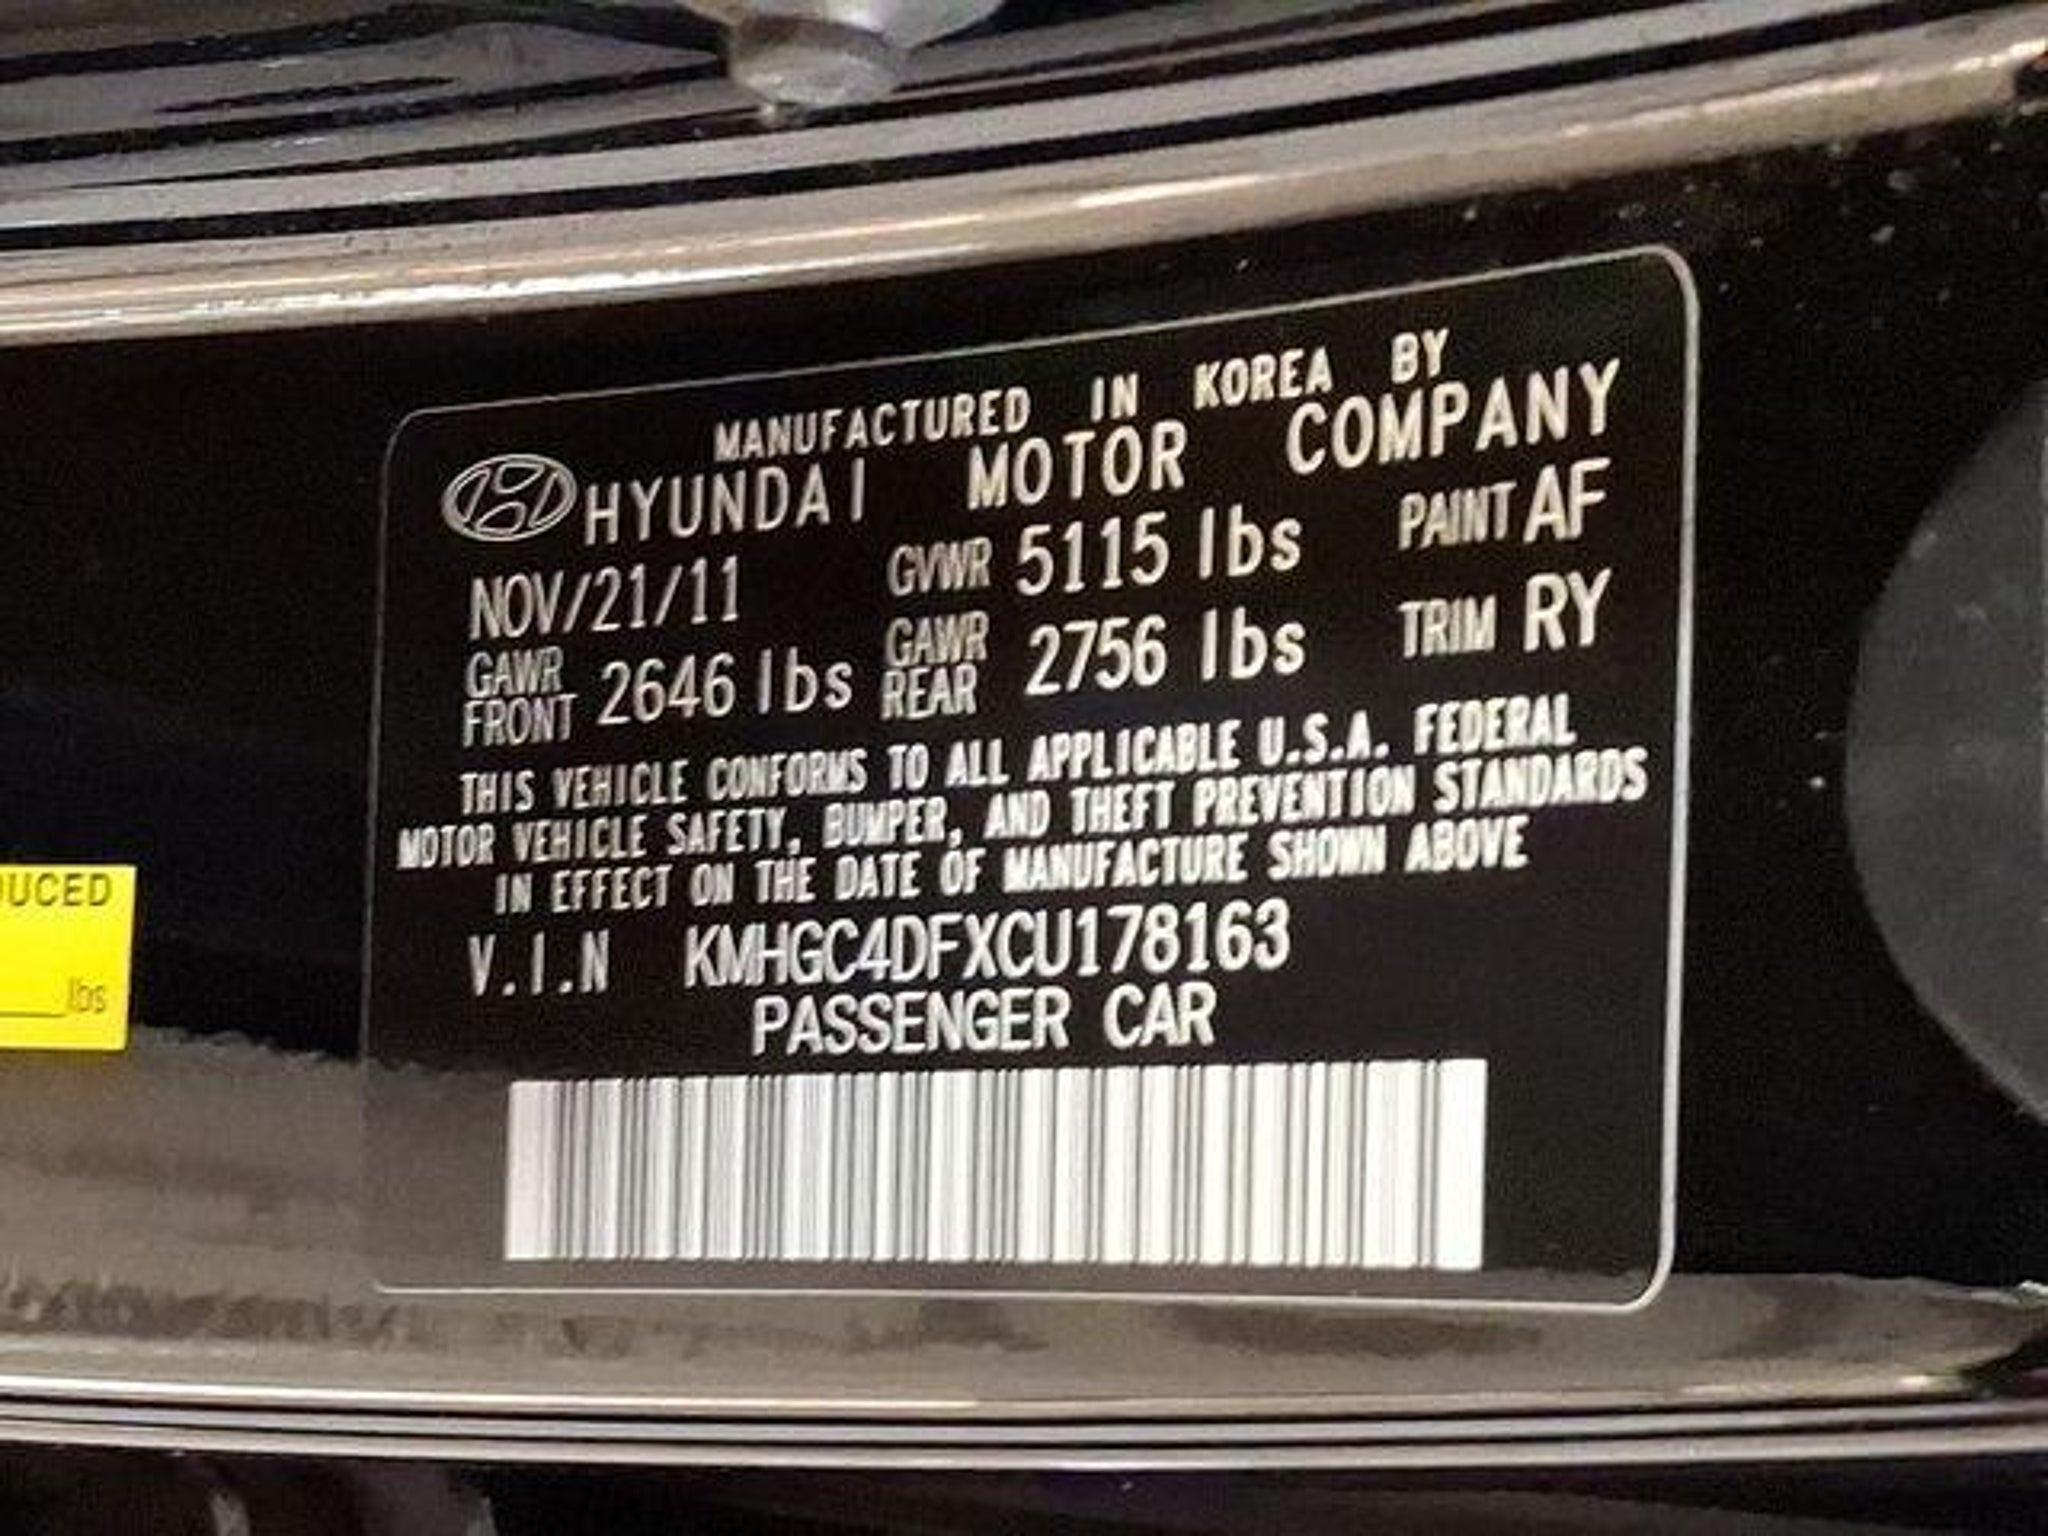 MANUFACTURED IN KOREA BY
HYUNDAI MOTOR COMPANY
NOV/21/11 GVWR 5115 lbs PAINT AF
GAWR FRONT 2646 lbs GAWR REAR 2756 lbs TRIM RY
THIS VEHICLE CONFORMS TO ALL APPLICABLE U.S.A. FEDERAL
MOTOR VEHICLE SAFETY, BUMPER, AND THEFT PREVENTION STANDARDS
IN EFFECT ON THE DATE OF MANUFACTURE SHOWN ABOVE
V.I.N KMHGC4DFXCU178163
PASSENGER CAR
UCED
lbs